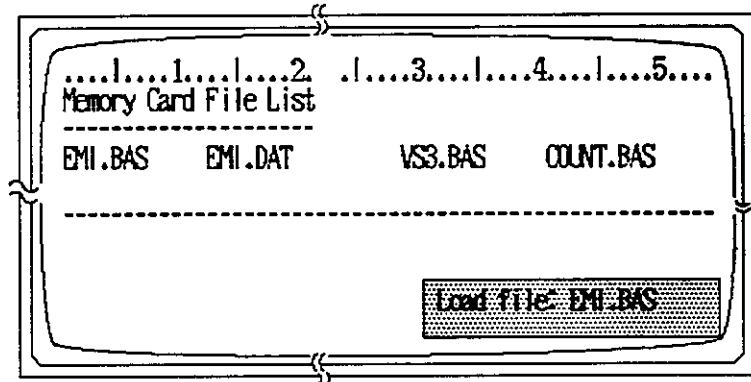 ....|....1....|....2. .|....3....|....4....|....5....
Memory Card File List
-----------------------
EMI.BAS EMI.DAT VS3.BAS COUNT.BAS
------------------------------------------------------------
Load file: EMI.BAS